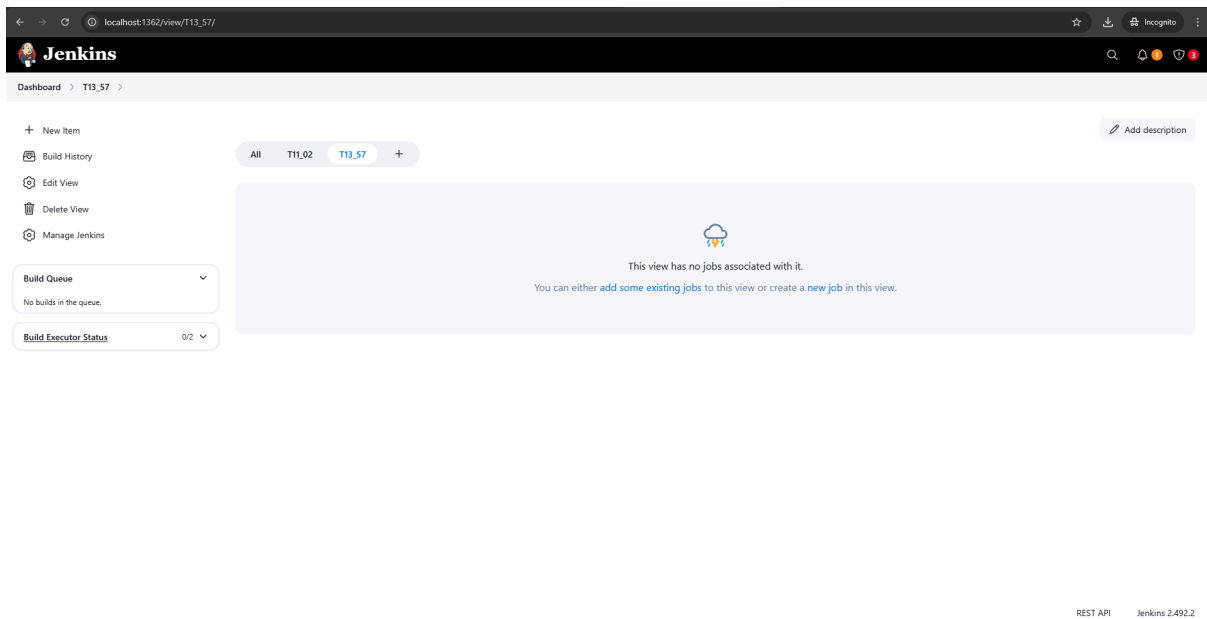 localhost:1362/view/T13_57/
Incognito
Jenkins
1
3
Dashboard > T13_57 >
New Item
Build History
Edit View
Delete View
Manage Jenkins
Build Queue
No builds in the queue.
Build Executor Status 0/2
Add description
All T11_02 T13_57 +
This view has no jobs associated with it.
You can either add some existing jobs to this view or create a new job in this view.
REST API Jenkins 2.492.2